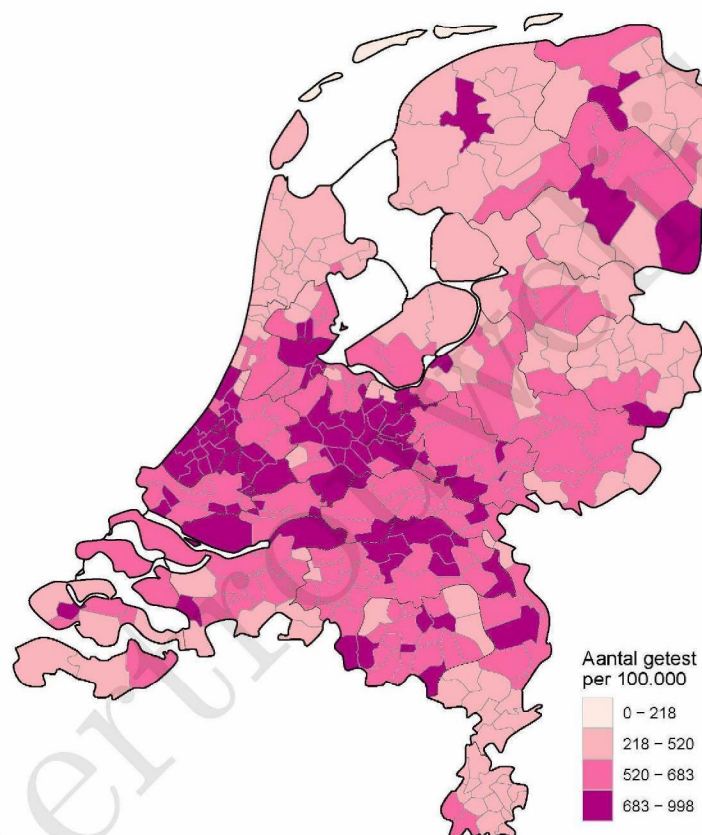 Aantal getest
per 100.000
0 – 218
218 – 520
520 – 683
683 – 998